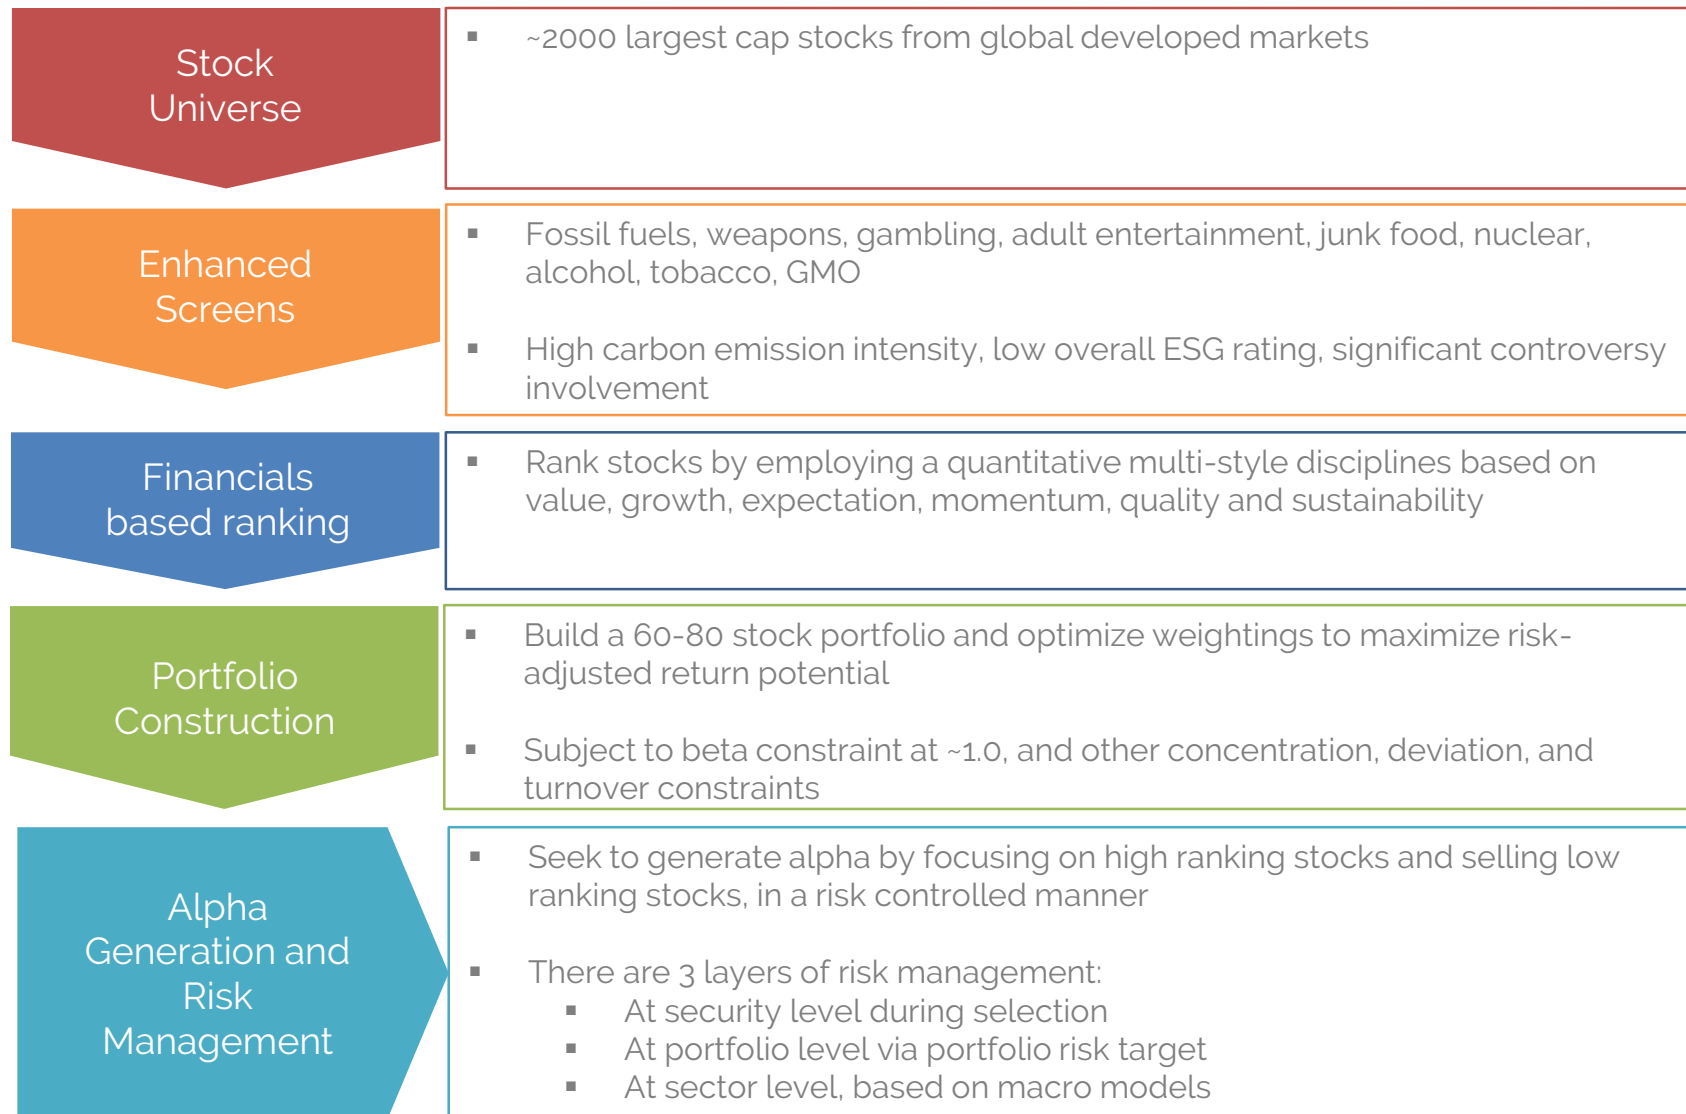 Stock
Universe
▪ ~2000 largest cap stocks from global developed markets
Enhanced
Screens
▪ Fossil fuels, weapons, gambling, adult entertainment, junk food, nuclear,
alcohol, tobacco, GMO
▪ High carbon emission intensity, low overall ESG rating, significant controversy
involvement
Financials
based ranking
▪ Rank stocks by employing a quantitative multi-style disciplines based on
value, growth, expectation, momentum, quality and sustainability
Portfolio
Construction
▪ Build a 60-80 stock portfolio and optimize weightings to maximize risk-
adjusted return potential
▪ Subject to beta constraint at ~1.0, and other concentration, deviation, and
turnover constraints
Alpha
Generation and
Risk
Management
▪ Seek to generate alpha by focusing on high ranking stocks and selling low
ranking stocks, in a risk controlled manner
▪ There are 3 layers of risk management:
▪ At security level during selection
▪ At portfolio level via portfolio risk target
▪ At sector level, based on macro models